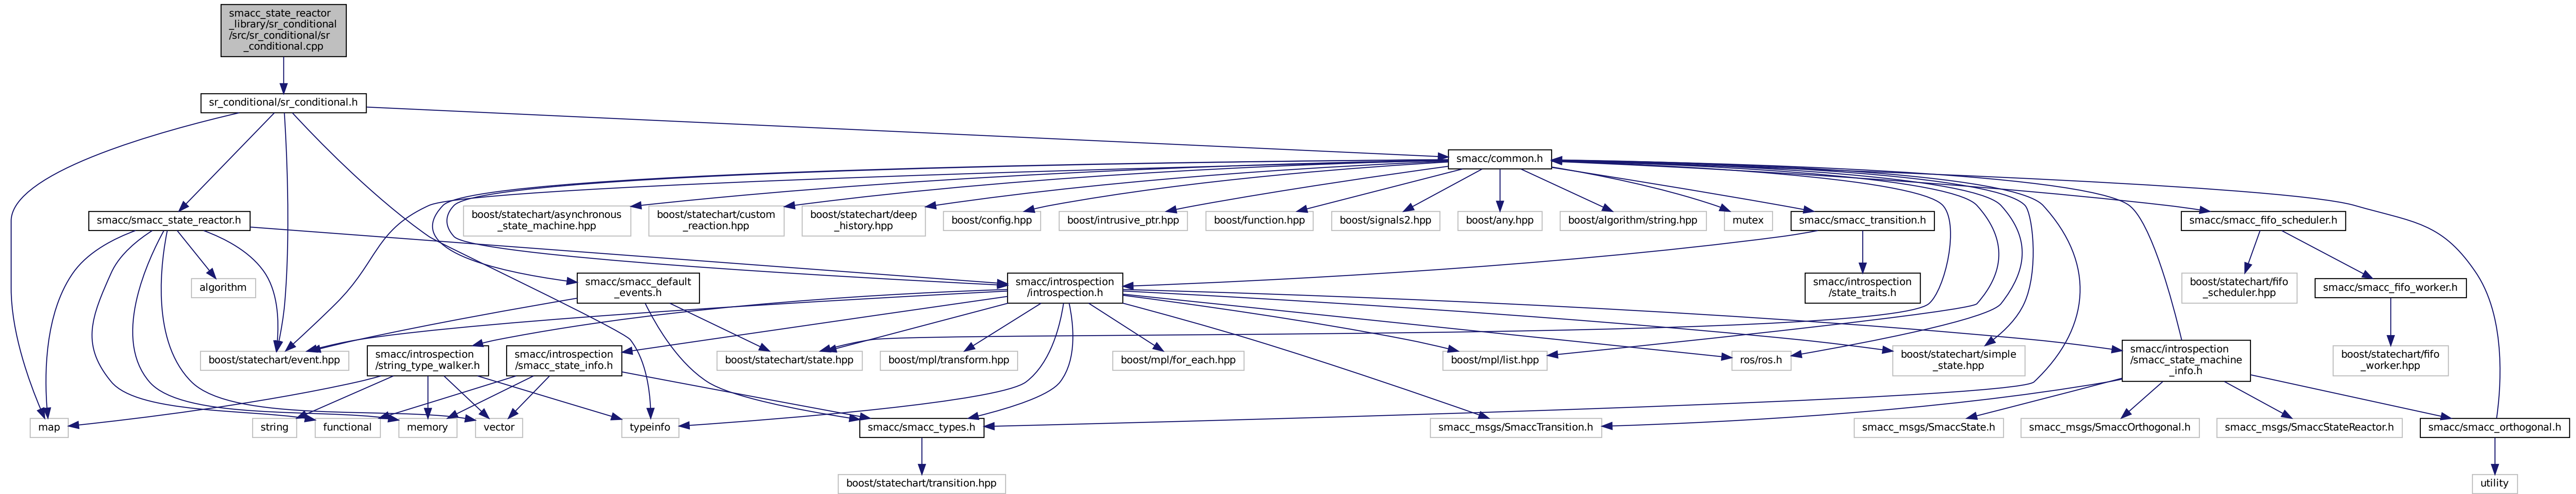 smacc_state_reactor
_library/sr_conditional
/src/sr_conditional/sr
_conditional.cpp
sr_conditional/sr_conditional.h
smacc/common.h
smacc/smacc_state_reactor.h
boost/statechart/asynchronous
_state_machine.hpp
boost/statechart/custom
_reaction.hpp
boost/statechart/deep
_history.hpp
boost/config.hpp
boost/intrusive_ptr.hpp
boost/function.hpp
boost/signals2.hpp
boost/any.hpp
boost/algorithm/string.hpp
mutex
smacc/smacc_transition.h
smacc/smacc_fifo_scheduler.h
algorithm
smacc/smacc_default
_events.h
smacc/introspection
/introspection.h
smacc/introspection
/state_traits.h
boost/statechart/fifo
_scheduler.hpp
smacc/smacc_fifo_worker.h
boost/statechart/event.hpp
smacc/introspection
/string_type_walker.h
smacc/introspection
/smacc_state_info.h
boost/statechart/state.hpp
boost/mpl/transform.hpp
boost/mpl/for_each.hpp
boost/mpl/list.hpp
ros/ros.h
boost/statechart/simple
_state.hpp
smacc/introspection
/smacc_state_machine
_info.h
boost/statechart/fifo
_worker.hpp
map
string
functional
memory
vector
typeinfo
smacc/smacc_types.h
smacc_msgs/SmaccTransition.h
smacc_msgs/SmaccState.h
smacc_msgs/SmaccOrthogonal.h
smacc_msgs/SmaccStateReactor.h
smacc/smacc_orthogonal.h
boost/statechart/transition.hpp
utility